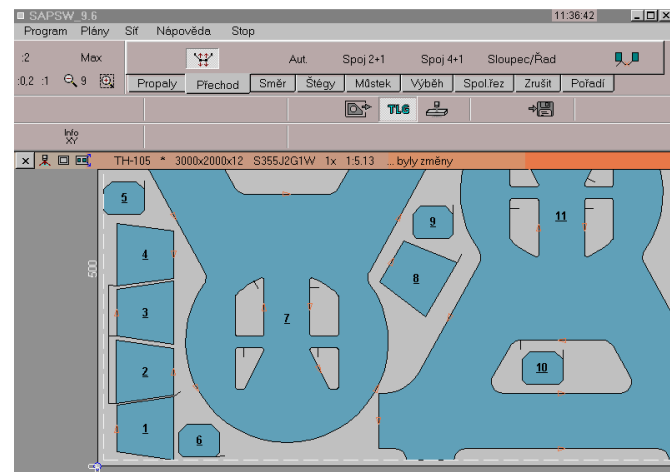 SAPSW_9.6 11:36:42
Program Plány Síť Nápověda Stop
:2 Max Aut. Spoj 2+1 Spoj 4+1 Sloupec/Řad
:0,2 :1 9 Propaly Přechod Směr Štégy Můstek Výběh Spol.řez Zrušit Pořadí
TLG
Info
XY
TH-105 * 3000x2000x12 S355J2G1W 1x 1:5.13 ... byly změny
5
9
11
4
500
8
3
7
2
10
1
6